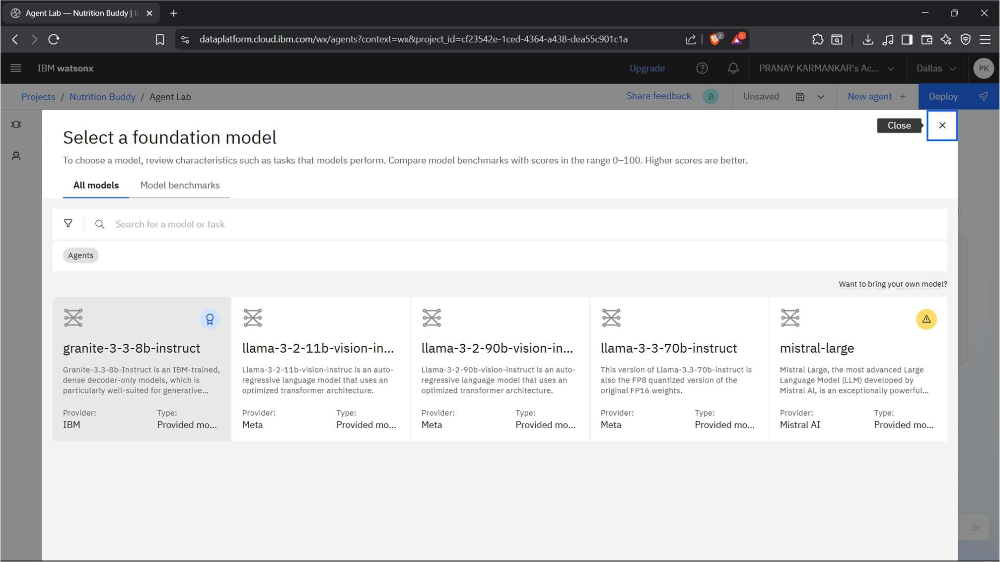 Agent Lab — Nutrition Buddy |
2
1
dataplatform.cloud.ibm.com/wx/agents?context=wx&project_id=cf23542e-1ced-4364-a438-dea55c901c1a
IBM watsonx
Upgrade
PRANAY KARMANKAR's Ac...
Dallas
PK
Projects / Nutrition Buddy / Agent Lab
Share feedback
β
Unsaved
New agent +
Deploy
Select a foundation model
Close
To choose a model, review characteristics such as tasks that models perform. Compare model benchmarks with scores in the range 0–100. Higher scores are better.
All models
Model benchmarks
Search for a model or task
Agents
Want to bring your own model?
granite-3-3-8b-instruct
Granite-3.3-8b-Instruct is an IBM-trained,
dense decoder-only models, which is
particularly well-suited for generative...
Provider:
IBM
Type:
Provided mo...
llama-3-2-11b-vision-in...
Llama-3-2-11b-vision-instruc is an auto-
regressive language model that uses an
optimized transformer architecture.
Provider:
Meta
Type:
Provided mo...
llama-3-2-90b-vision-in...
Llama-3-2-90b-vision-instruct is an auto-
regressive language model that uses an
optimized transformer architecture.
Provider:
Meta
Type:
Provided mo...
llama-3-3-70b-instruct
This version of Llama-3.3-70b-instruct is
also the FP8 quantized version of the
original FP16 weights.
Provider:
Meta
Type:
Provided mo...
mistral-large
Mistral Large, the most advanced Large
Language Model (LLM) developed by
Mistral Al, is an exceptionally powerful...
Provider:
Mistral AI
Type:
Provided mo...